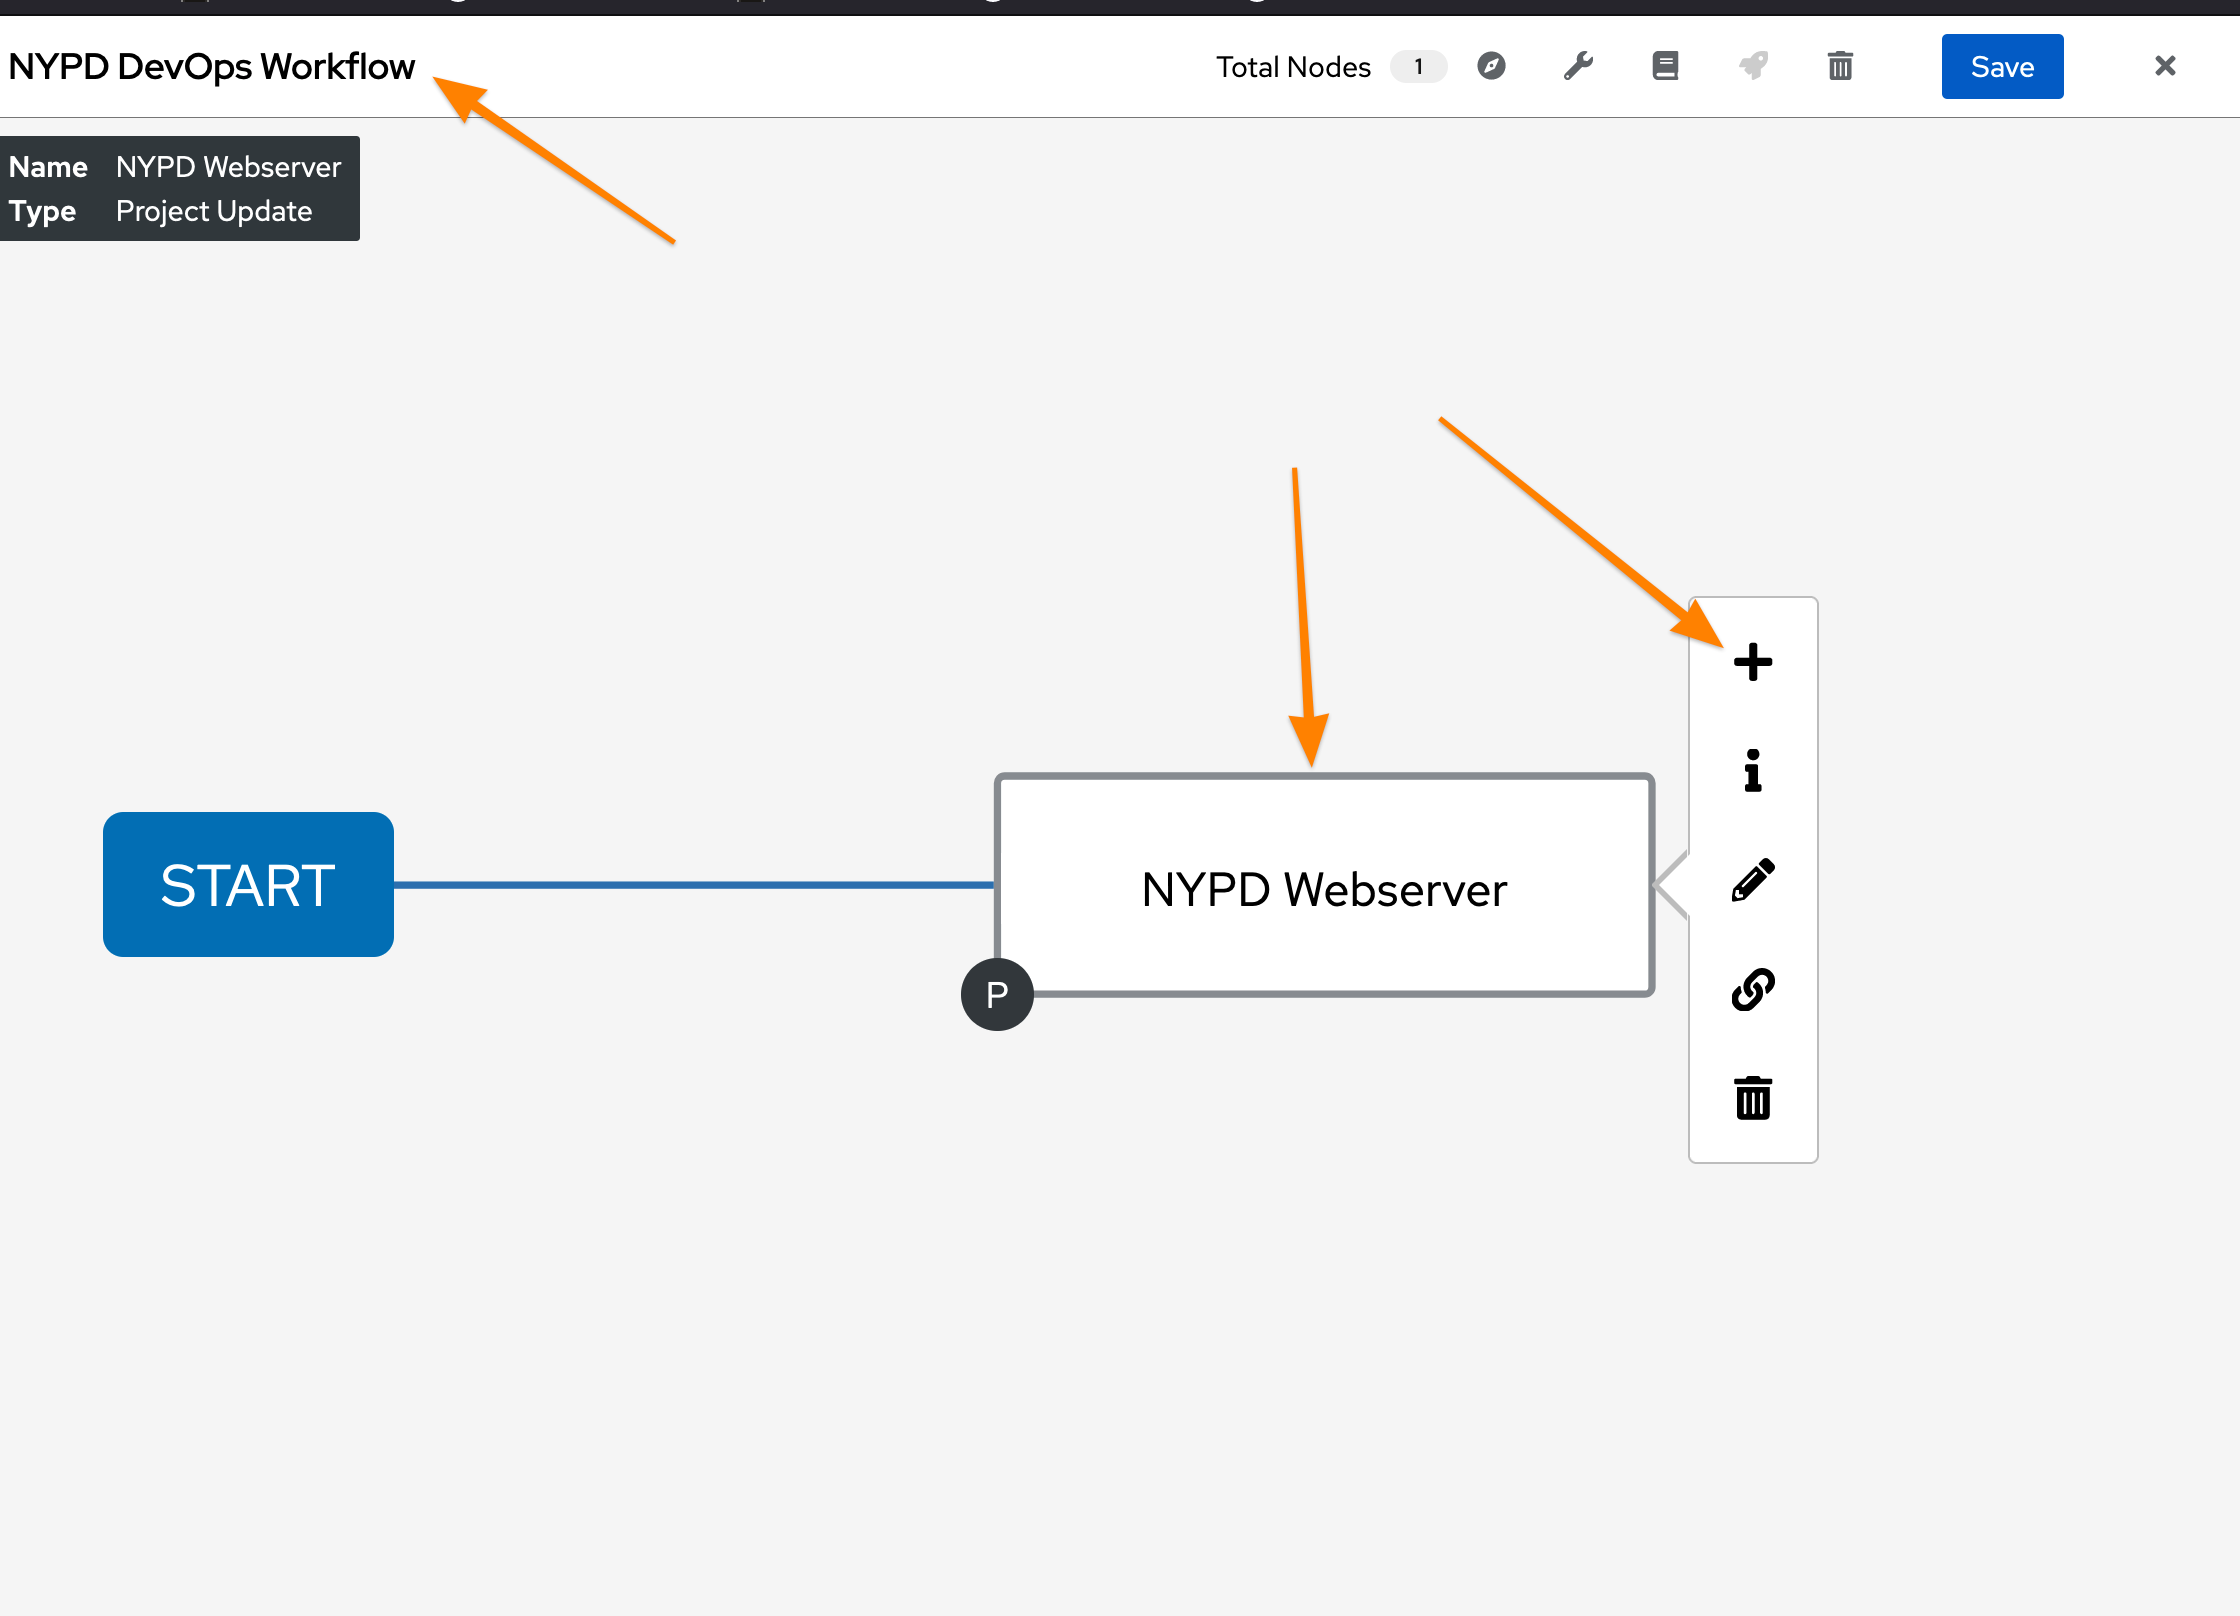 NYPD DevOps Workflow
Total Nodes 1
Save
Name NYPD Webserver
Type Project Update
START
NYPD Webserver
P